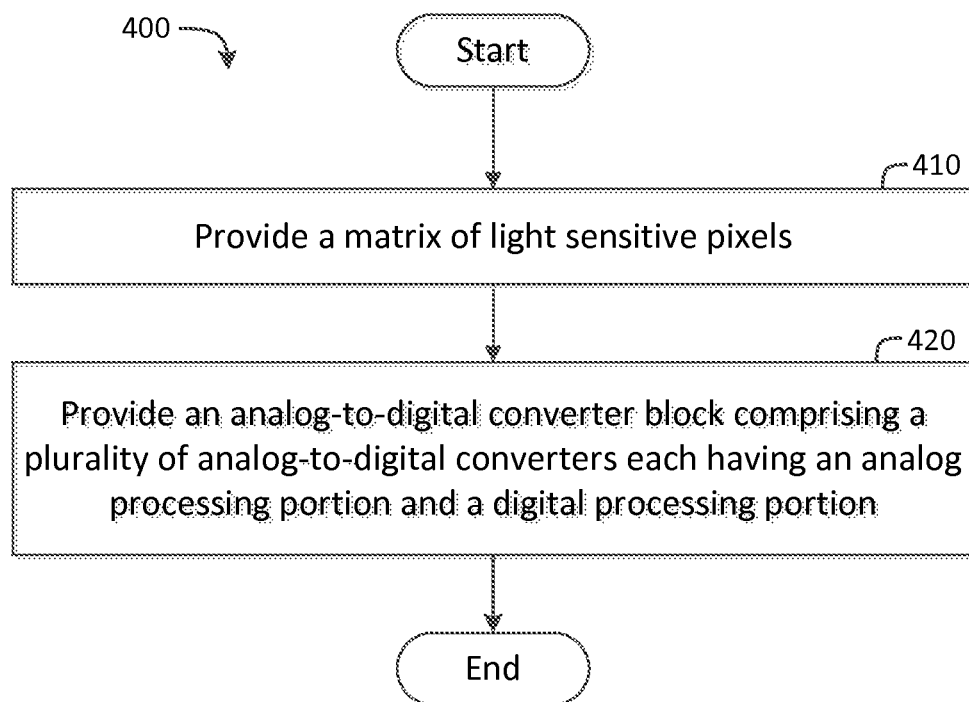 400
Start
410
Provide a matrix of light sensitive pixels
420
Provide an analog-to-digital converter block comprising a
plurality of analog-to-digital converters each having an analog
processing portion and a digital processing portion
End